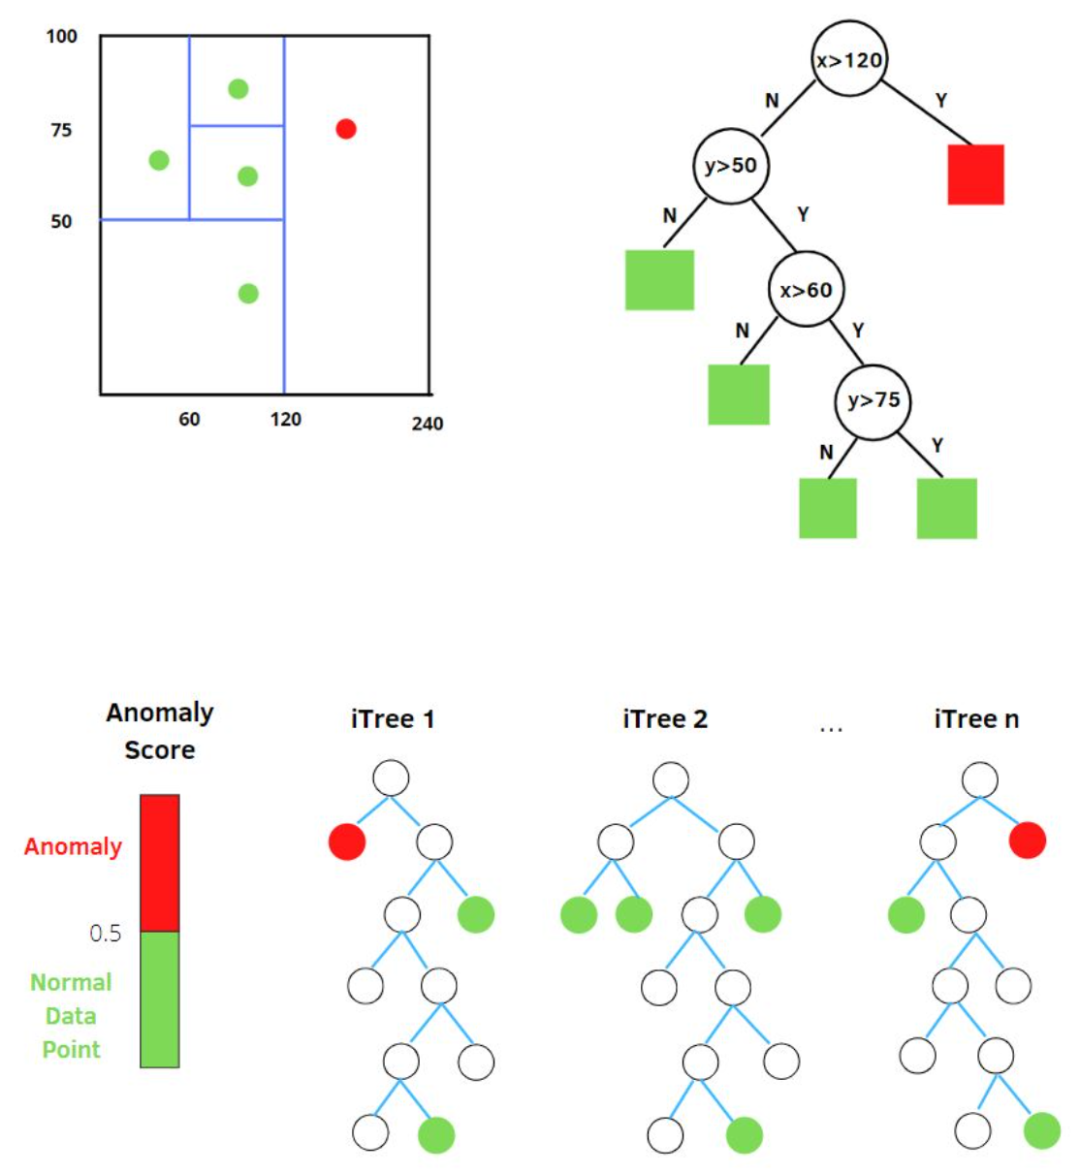 100
75
50
60
120
240
x>120
N
Y
y>50
N
Y
x>60
N
Y
y>75
N
Y
Anomaly
Score
Anomaly
0.5
Normal
Data
Point
iTree 1
iTree 2
...
iTree n